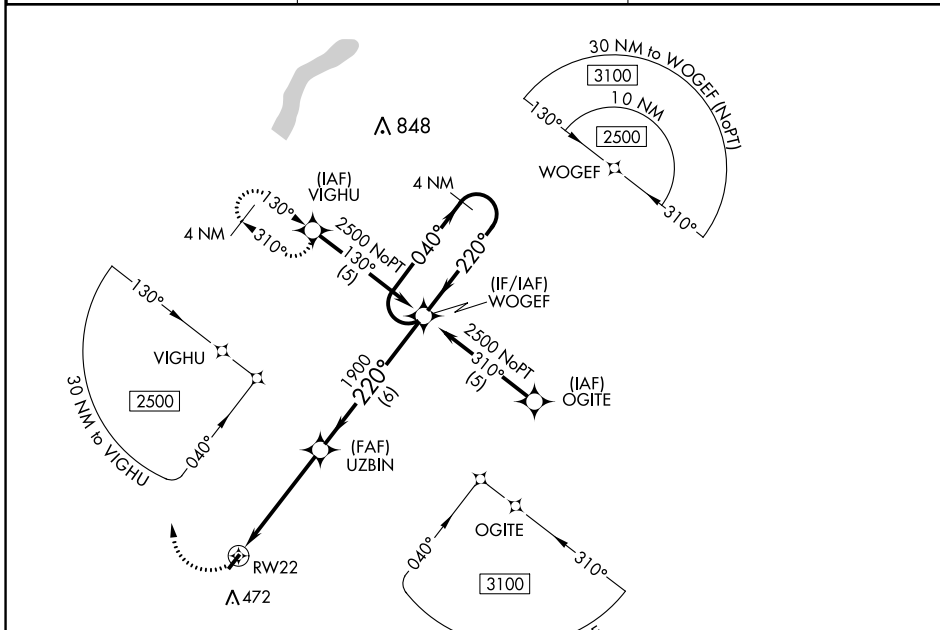 30 NM to WOGEF (NoPT)
3100
10 NM
130°
2500
WOGEF
310°
848
(IAF)
VIGHU
4 NM
130°
310°
4 NM
2500 NoPT
130°
(5)
040°
220°
(IF/IAF)
WOGEF
2500 NoPT
310°
(5)
(IAF)
OGITE
130°
VIGHU
2500
30 NM to VIGHU
040°
1900
220°
(6)
(FAF)
UZBIN
RW22
472
OGITE
040°
310°
3100